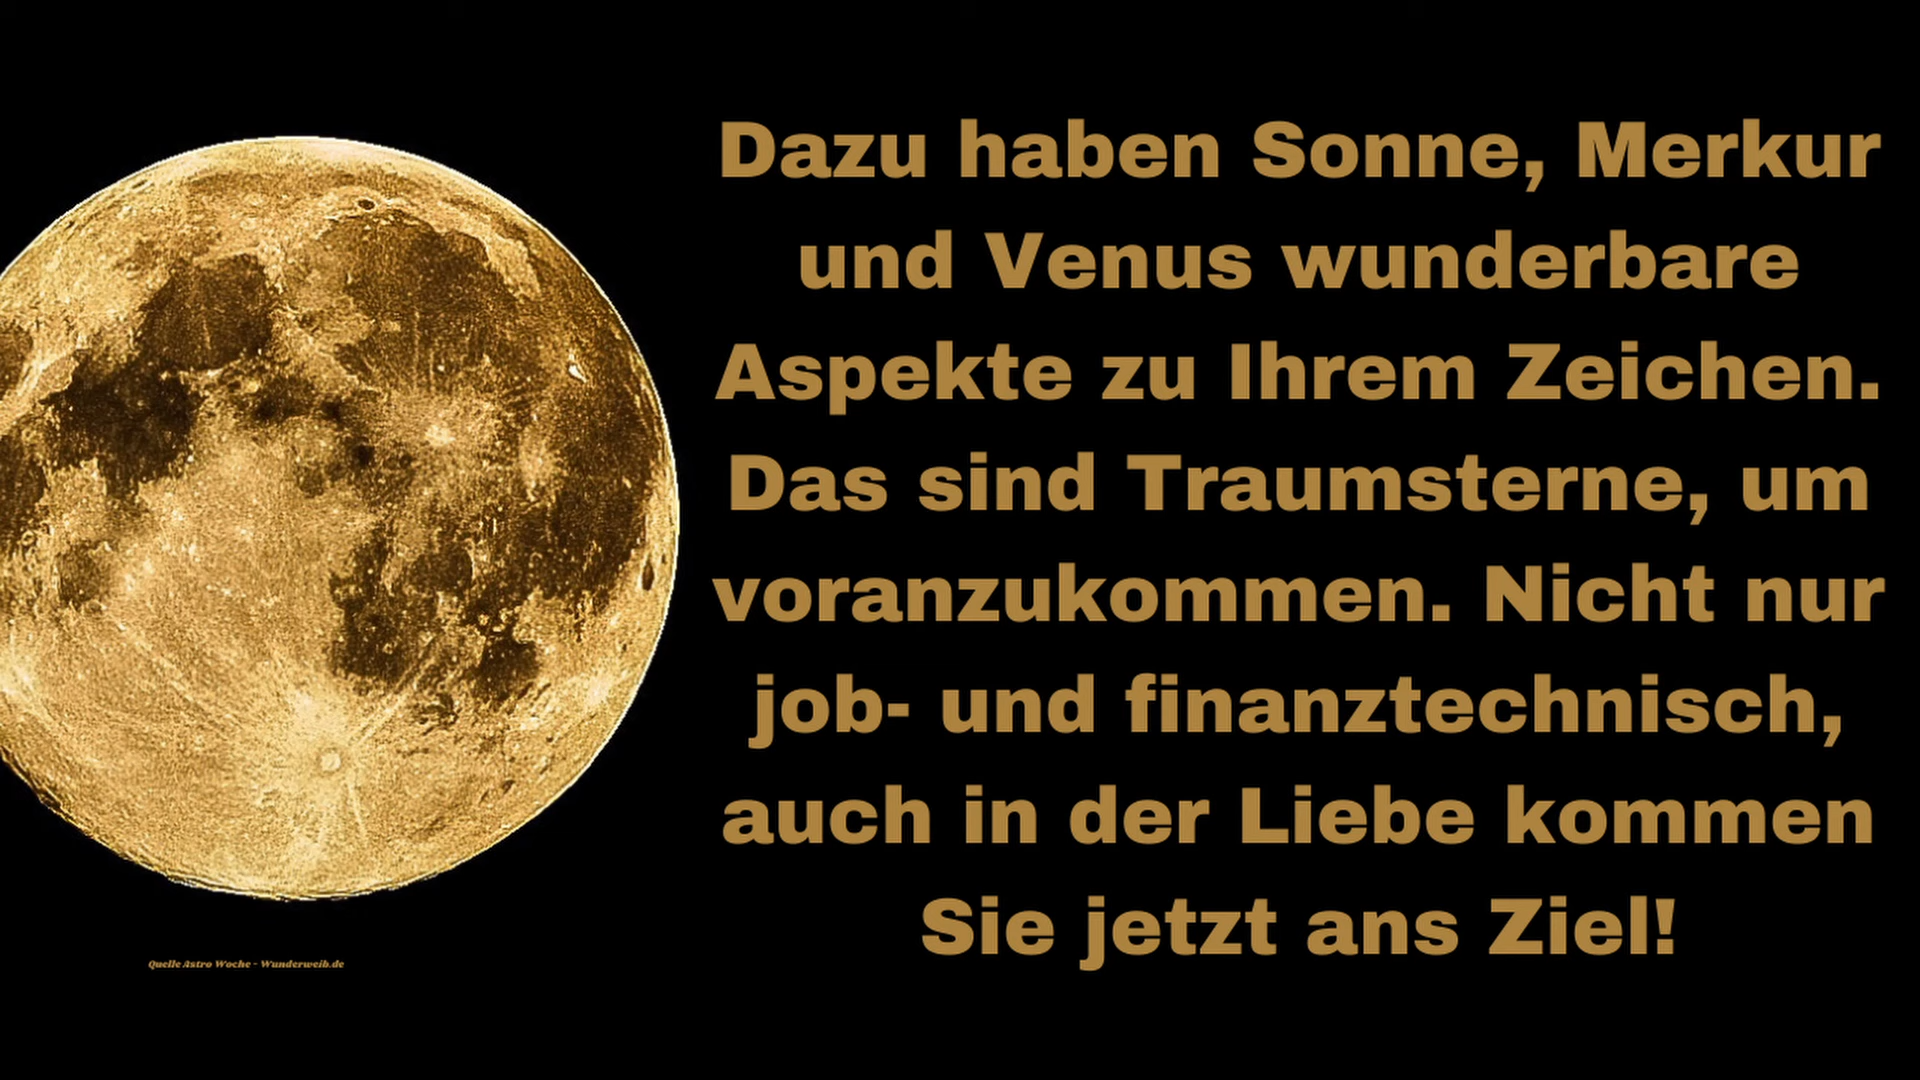 Dazu haben Sonne, Merkur
und Venus wunderbare
Aspekte zu Ihrem Zeichen.
Das sind Traumsterne, um
voranzukommen. Nicht nur
job- und finanztechnisch,
auch in der Liebe kommen
Sie jetzt ans Ziel!
Quelle Astro Woche - Wunderweib.de